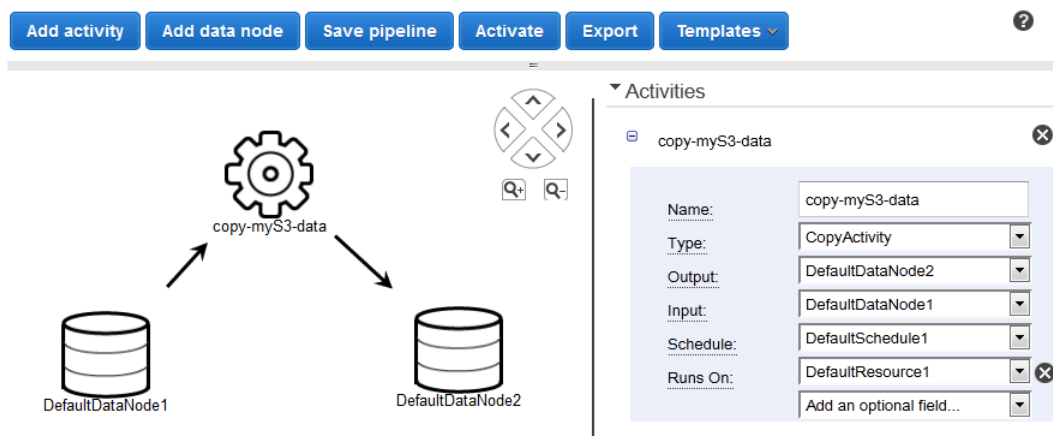 Add activity Add data node Save pipeline Activate Export Templates ?
Activities
copy-myS3-data
Name: copy-myS3-data
Type: CopyActivity
Output: DefaultDataNode2
Input: DefaultDataNode1
Schedule: DefaultSchedule1
Runs On: DefaultResource1
Add an optional field...
copy-myS3-data
DefaultDataNode1
DefaultDataNode2